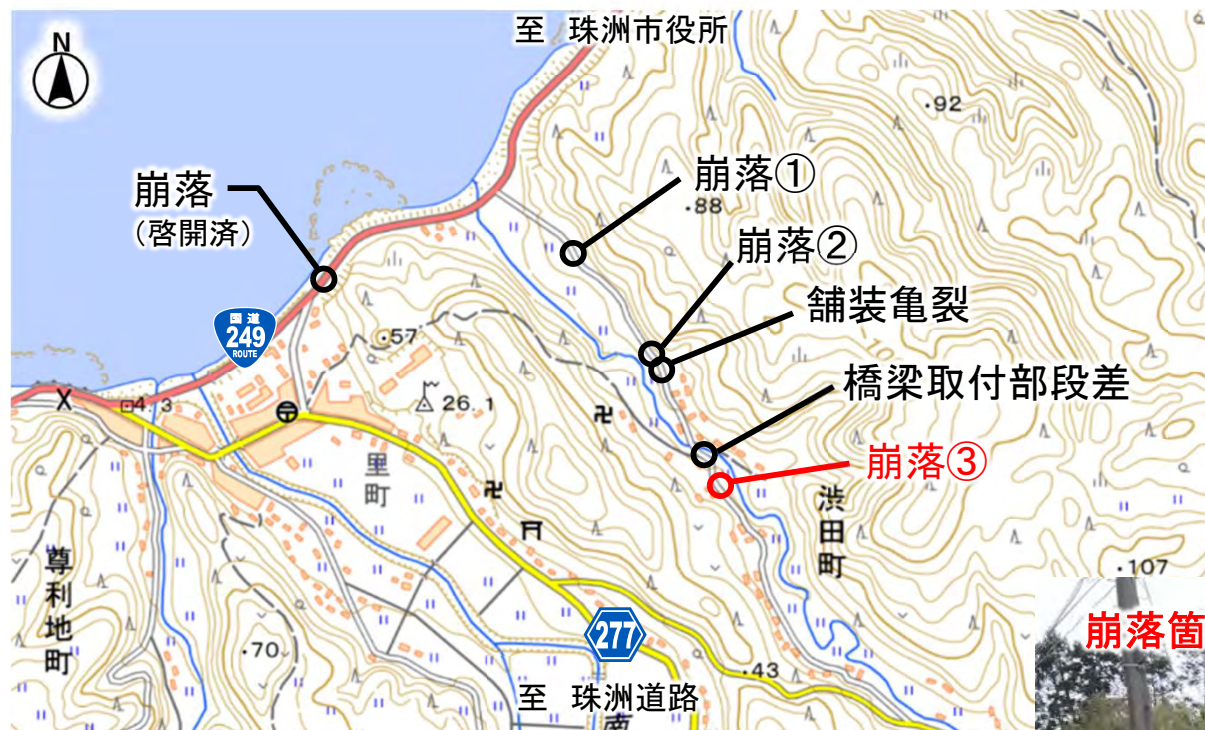 至 珠洲市役所
N
・92
崩落①
崩落
(啓開済)
・88
崩落②
舗装亀裂
国道
249
ROUTE
・57
橋梁取付部段差
4.3
26.1
崩落③
里町
渋田町
尊利地町
・107
277
崩落箇
・70
・43
至 珠洲道路
南